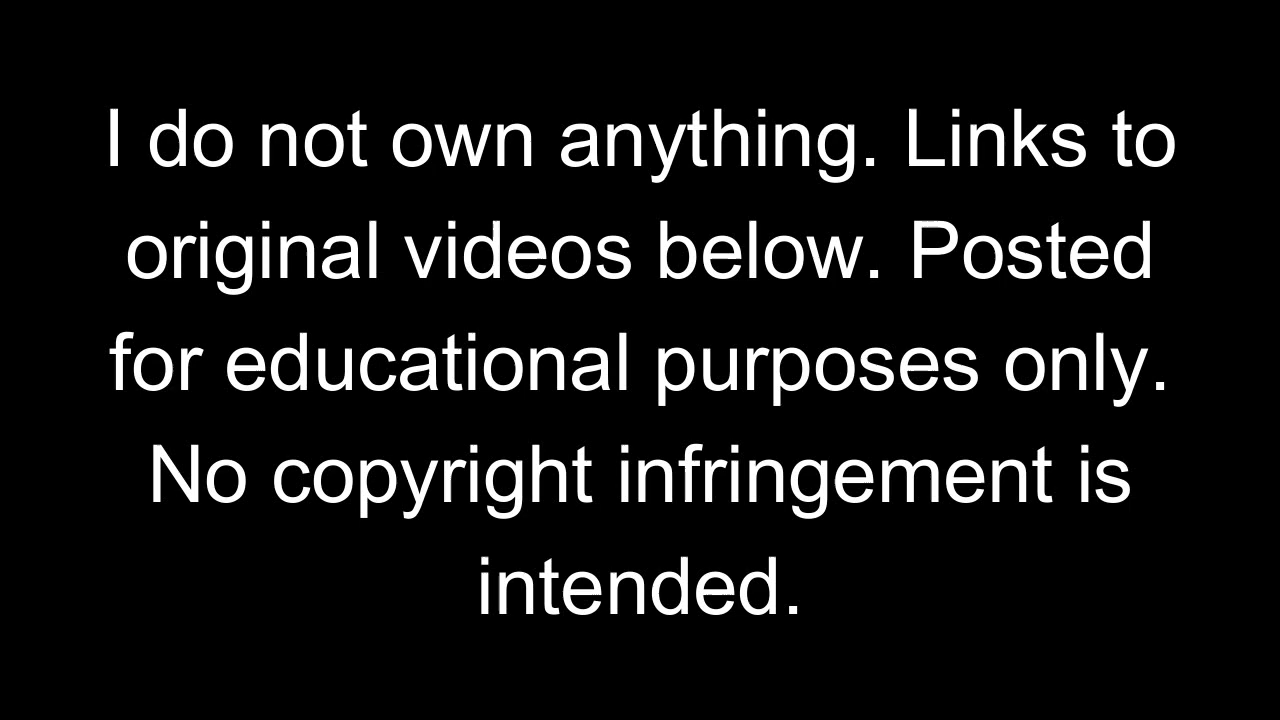 I do not own anything. Links to
original videos below. Posted
for educational purposes only.
No copyright infringement is
intended.